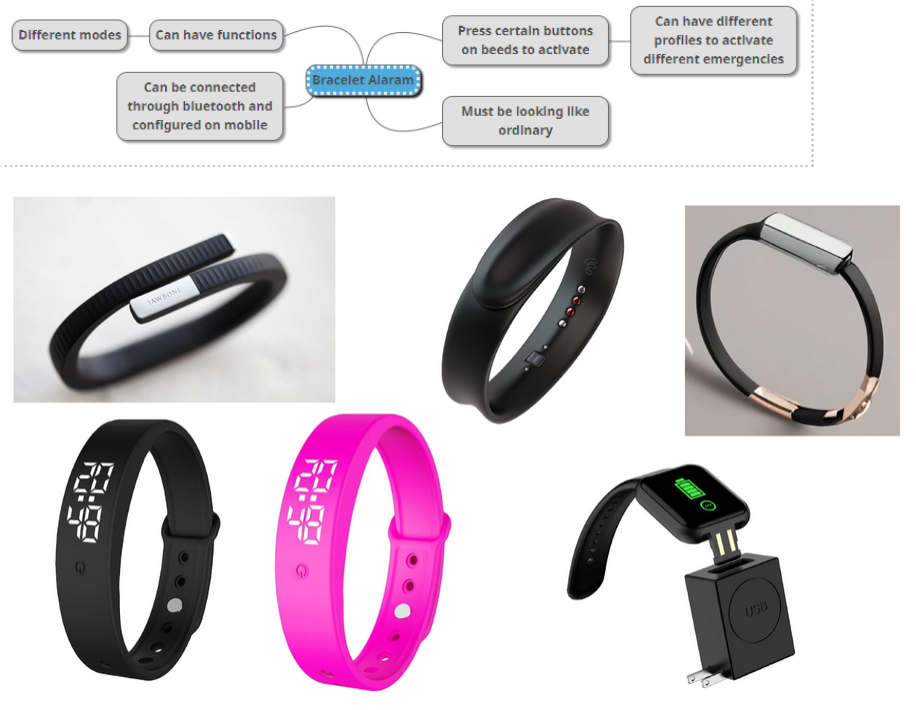 Different modes
Can have functions
Can be connected
through bluetooth and
configured on mobile
Bracelet Alaram
Press certain buttons
on beeds to activate
Can have different
profiles to activate
different emergencies
Must be looking like
ordinary
JAWBONE
USB